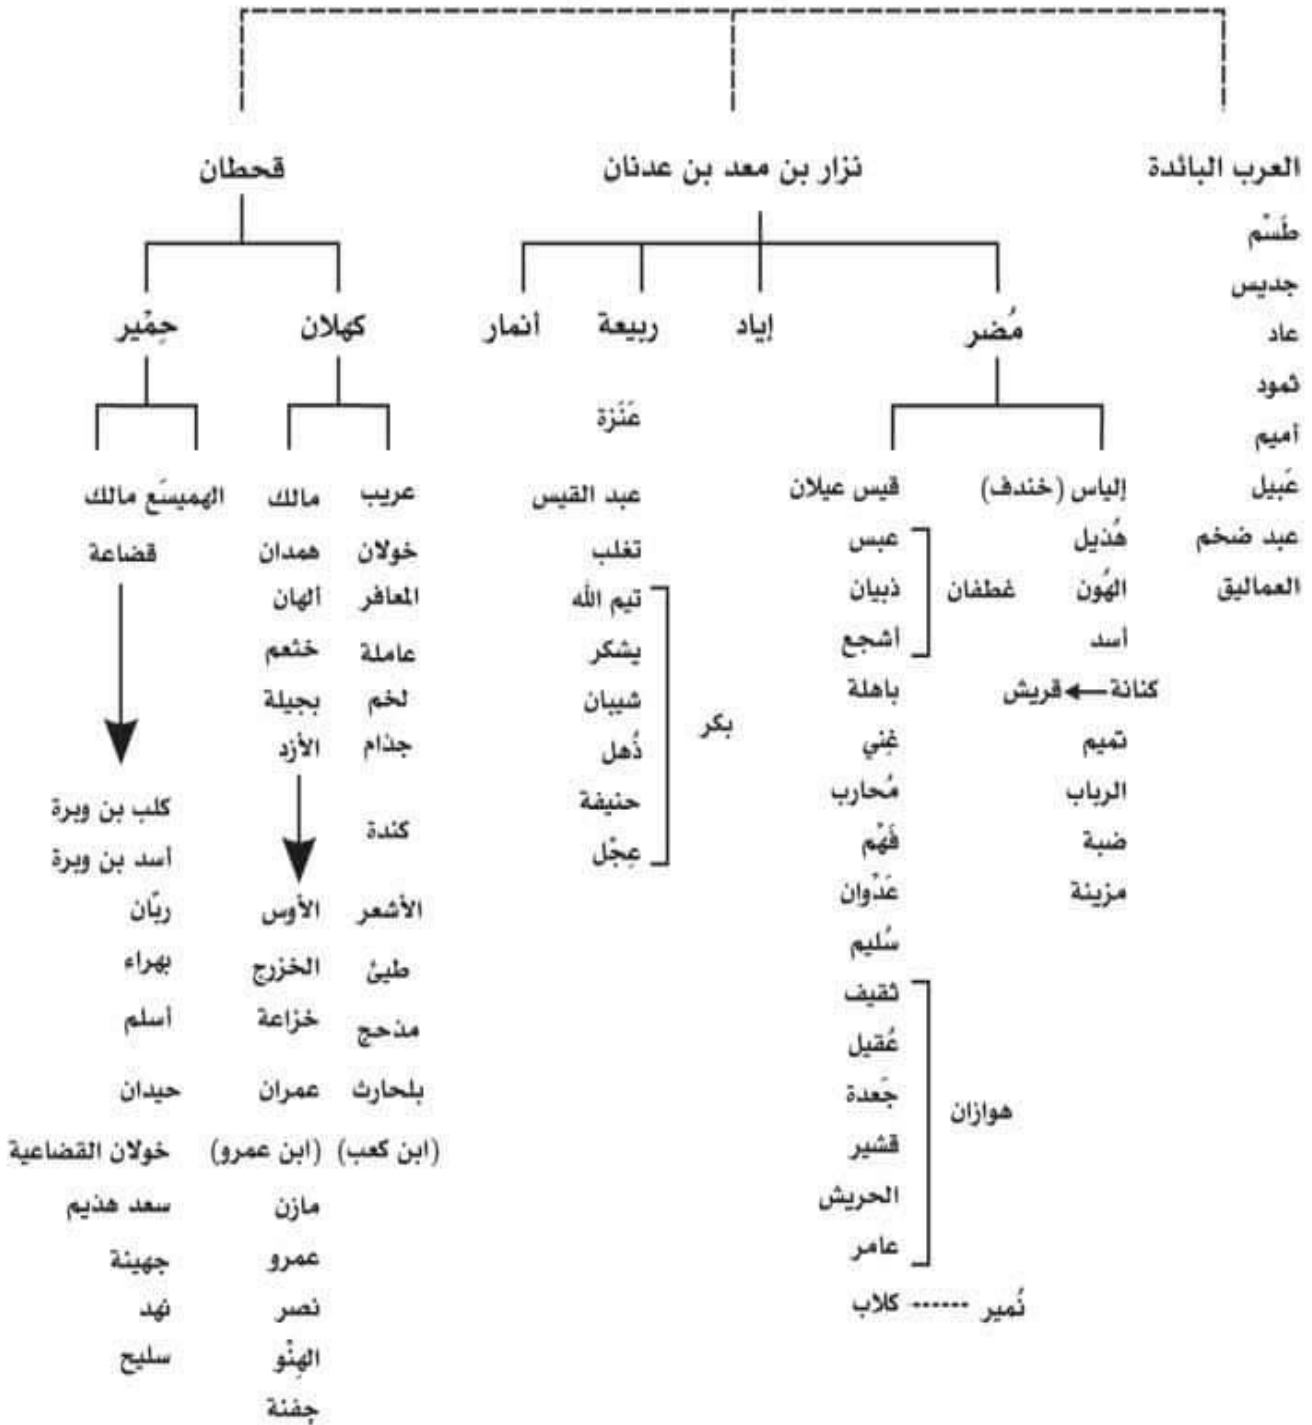 العرب البائدة
طَسْم
جديس
عاد
ثمود
أميم
عَبيل
عبد ضخم
العماليق
نزار بن معد بن عدنان
مُضر
إياد
ربيعة
أنمار
إلياس (خندف)
هُذيل
الهُون
أسد
كنانة
قريش
تميم
الرباب
ضبة
مزينة
قيس عيلان
عبس
ذبيان
أشجع
غطفان
باهلة
غِني
مُحارب
فَهْم
عَدْوان
سُليم
ثقيف
عُقيل
جَعدة
قشير
الحريش
عامر
هوازان
كلاب
نُمير
عَنَزة
عبد القيس
تغلب
تيم الله
يشكر
شيبان
ذُهل
حنيفة
عِجْل
بكر
قحطان
كهلان
حِمْير
عريب
خولان
المعافر
عاملة
لخم
جذام
كندة
الأشعر
طيئ
مذحج
بلحارث
(ابن كعب)
مالك
همدان
ألهان
خثعم
بجيلة
الأزد
الأوس
الخزرج
خزاعة
عمران
(ابن عمرو)
مازن
عمرو
نصر
الهِنْو
جفنة
الهميسَع مالك
قضاعة
كلب بن وبرة
أسد بن وبرة
ربّان
بهراء
أسلم
حيدان
خولان القضاعية
سعد هذيم
جهينة
نهد
سليح